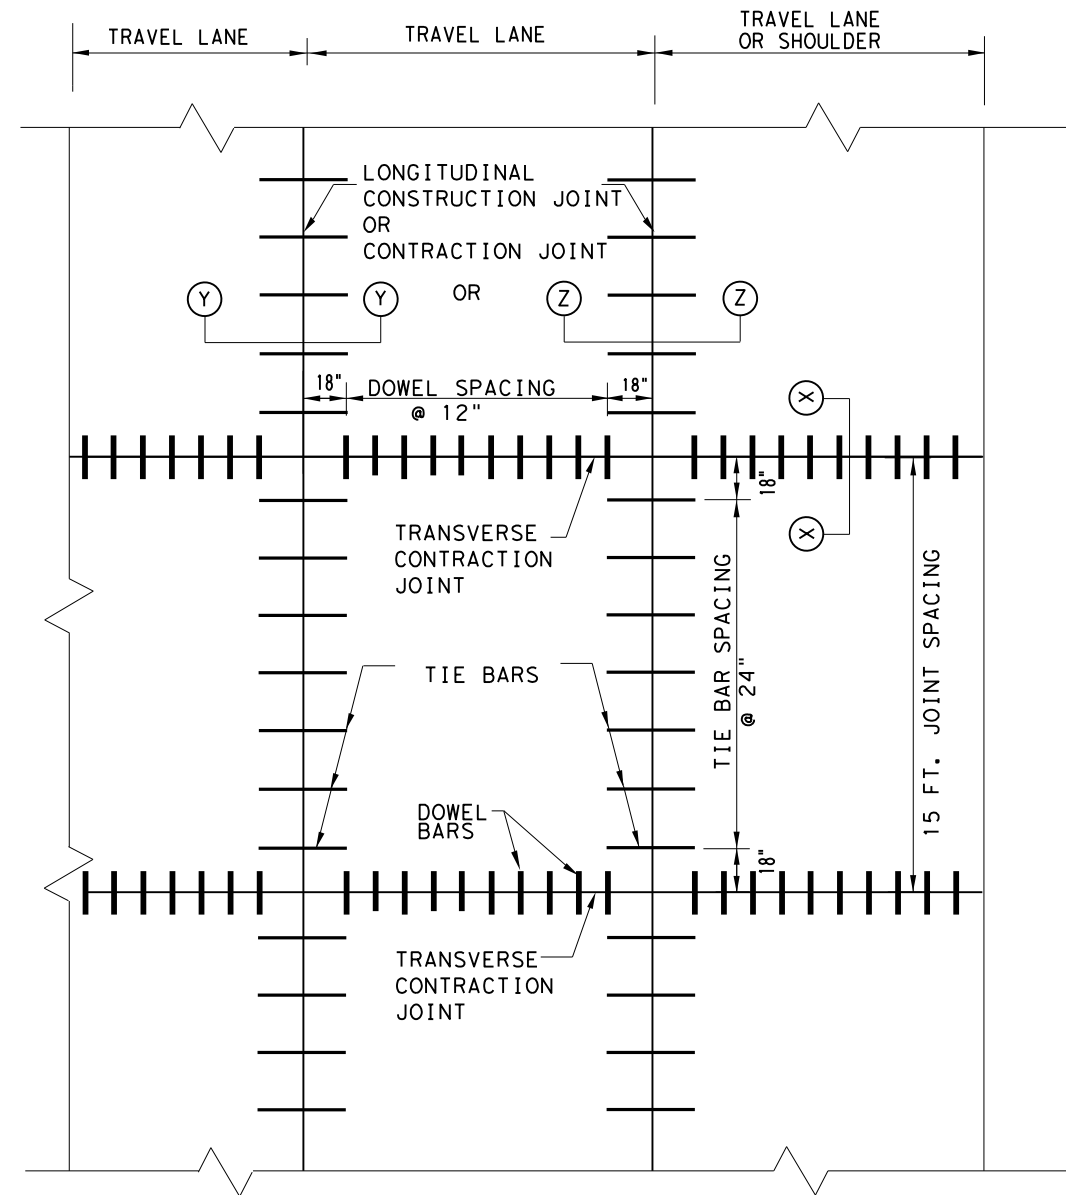 TRAVEL LANE
TRAVEL LANE
TRAVEL LANE
OR SHOULDER
LONGITUDINAL
CONSTRUCTION JOINT
OR
CONTRACTION JOINT
OR
Y
Y
Z
Z
18"
DOWEL SPACING
@ 12"
18"
X
X
18"
TRANSVERSE
CONTRACTION
JOINT
TIE BAR SPACING
@ 24"
15 FT. JOINT SPACING
TIE BARS
DOWEL
BARS
18"
TRANSVERSE
CONTRACTION
JOINT